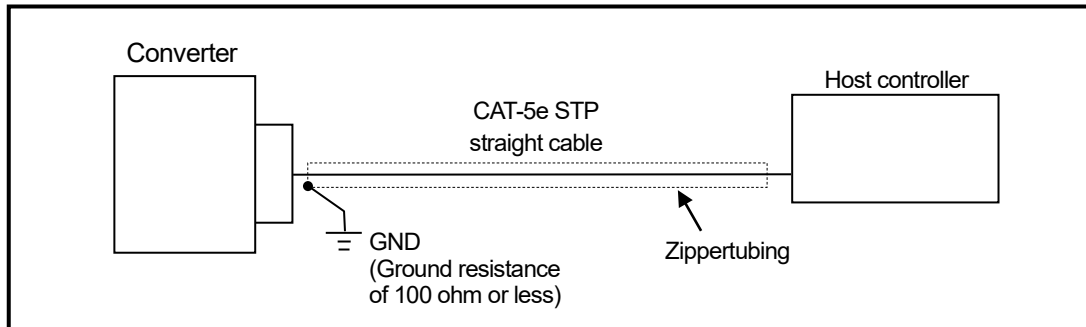 Converter
Host controller
CAT-5e STP
straight cable
GND
(Ground resistance
of 100 ohm or less)
Zippertubing